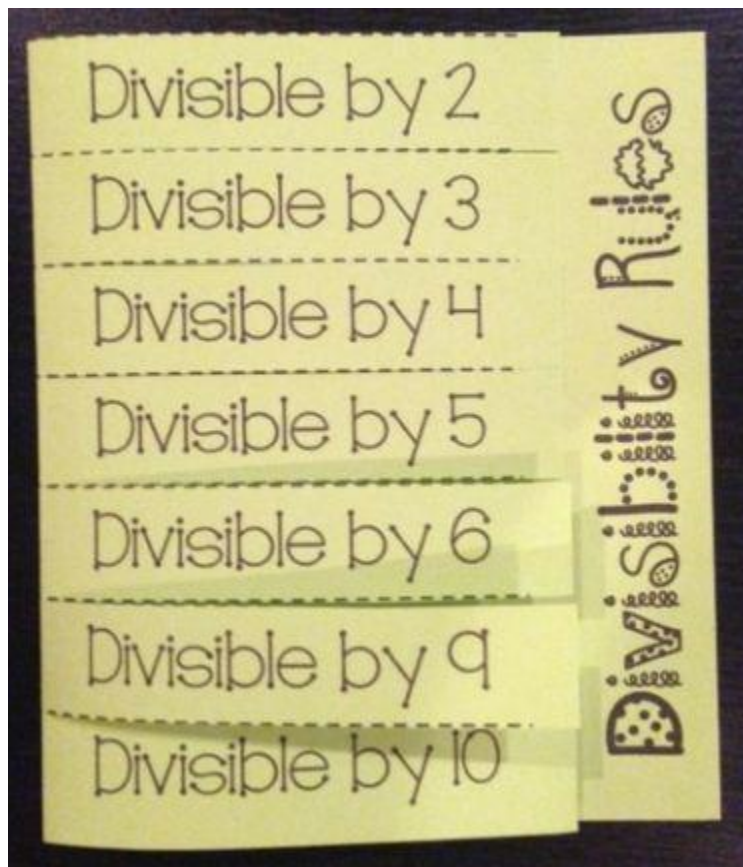 Divisible by 2
Divisible by 3
Divisible by 4
Divisible by 5
Divisible by 6
Divisible by 9
Divisible by 10
Divisibility Rules